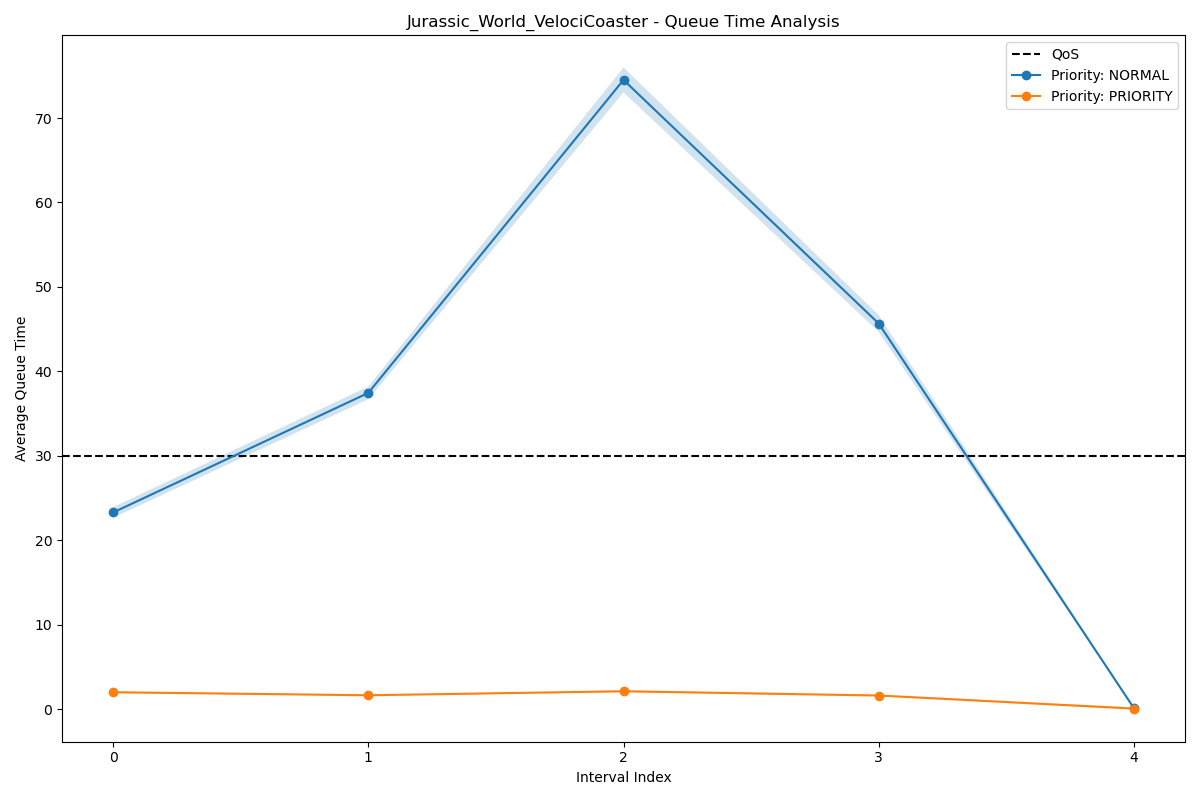 Jurassic_World_VelociCoaster - Queue Time Analysis
QoS
Priority: NORMAL
Priority: PRIORITY
Average Queue Time
70
60
50
40
30
20
10
0
0 1 2 3 4
Interval Index